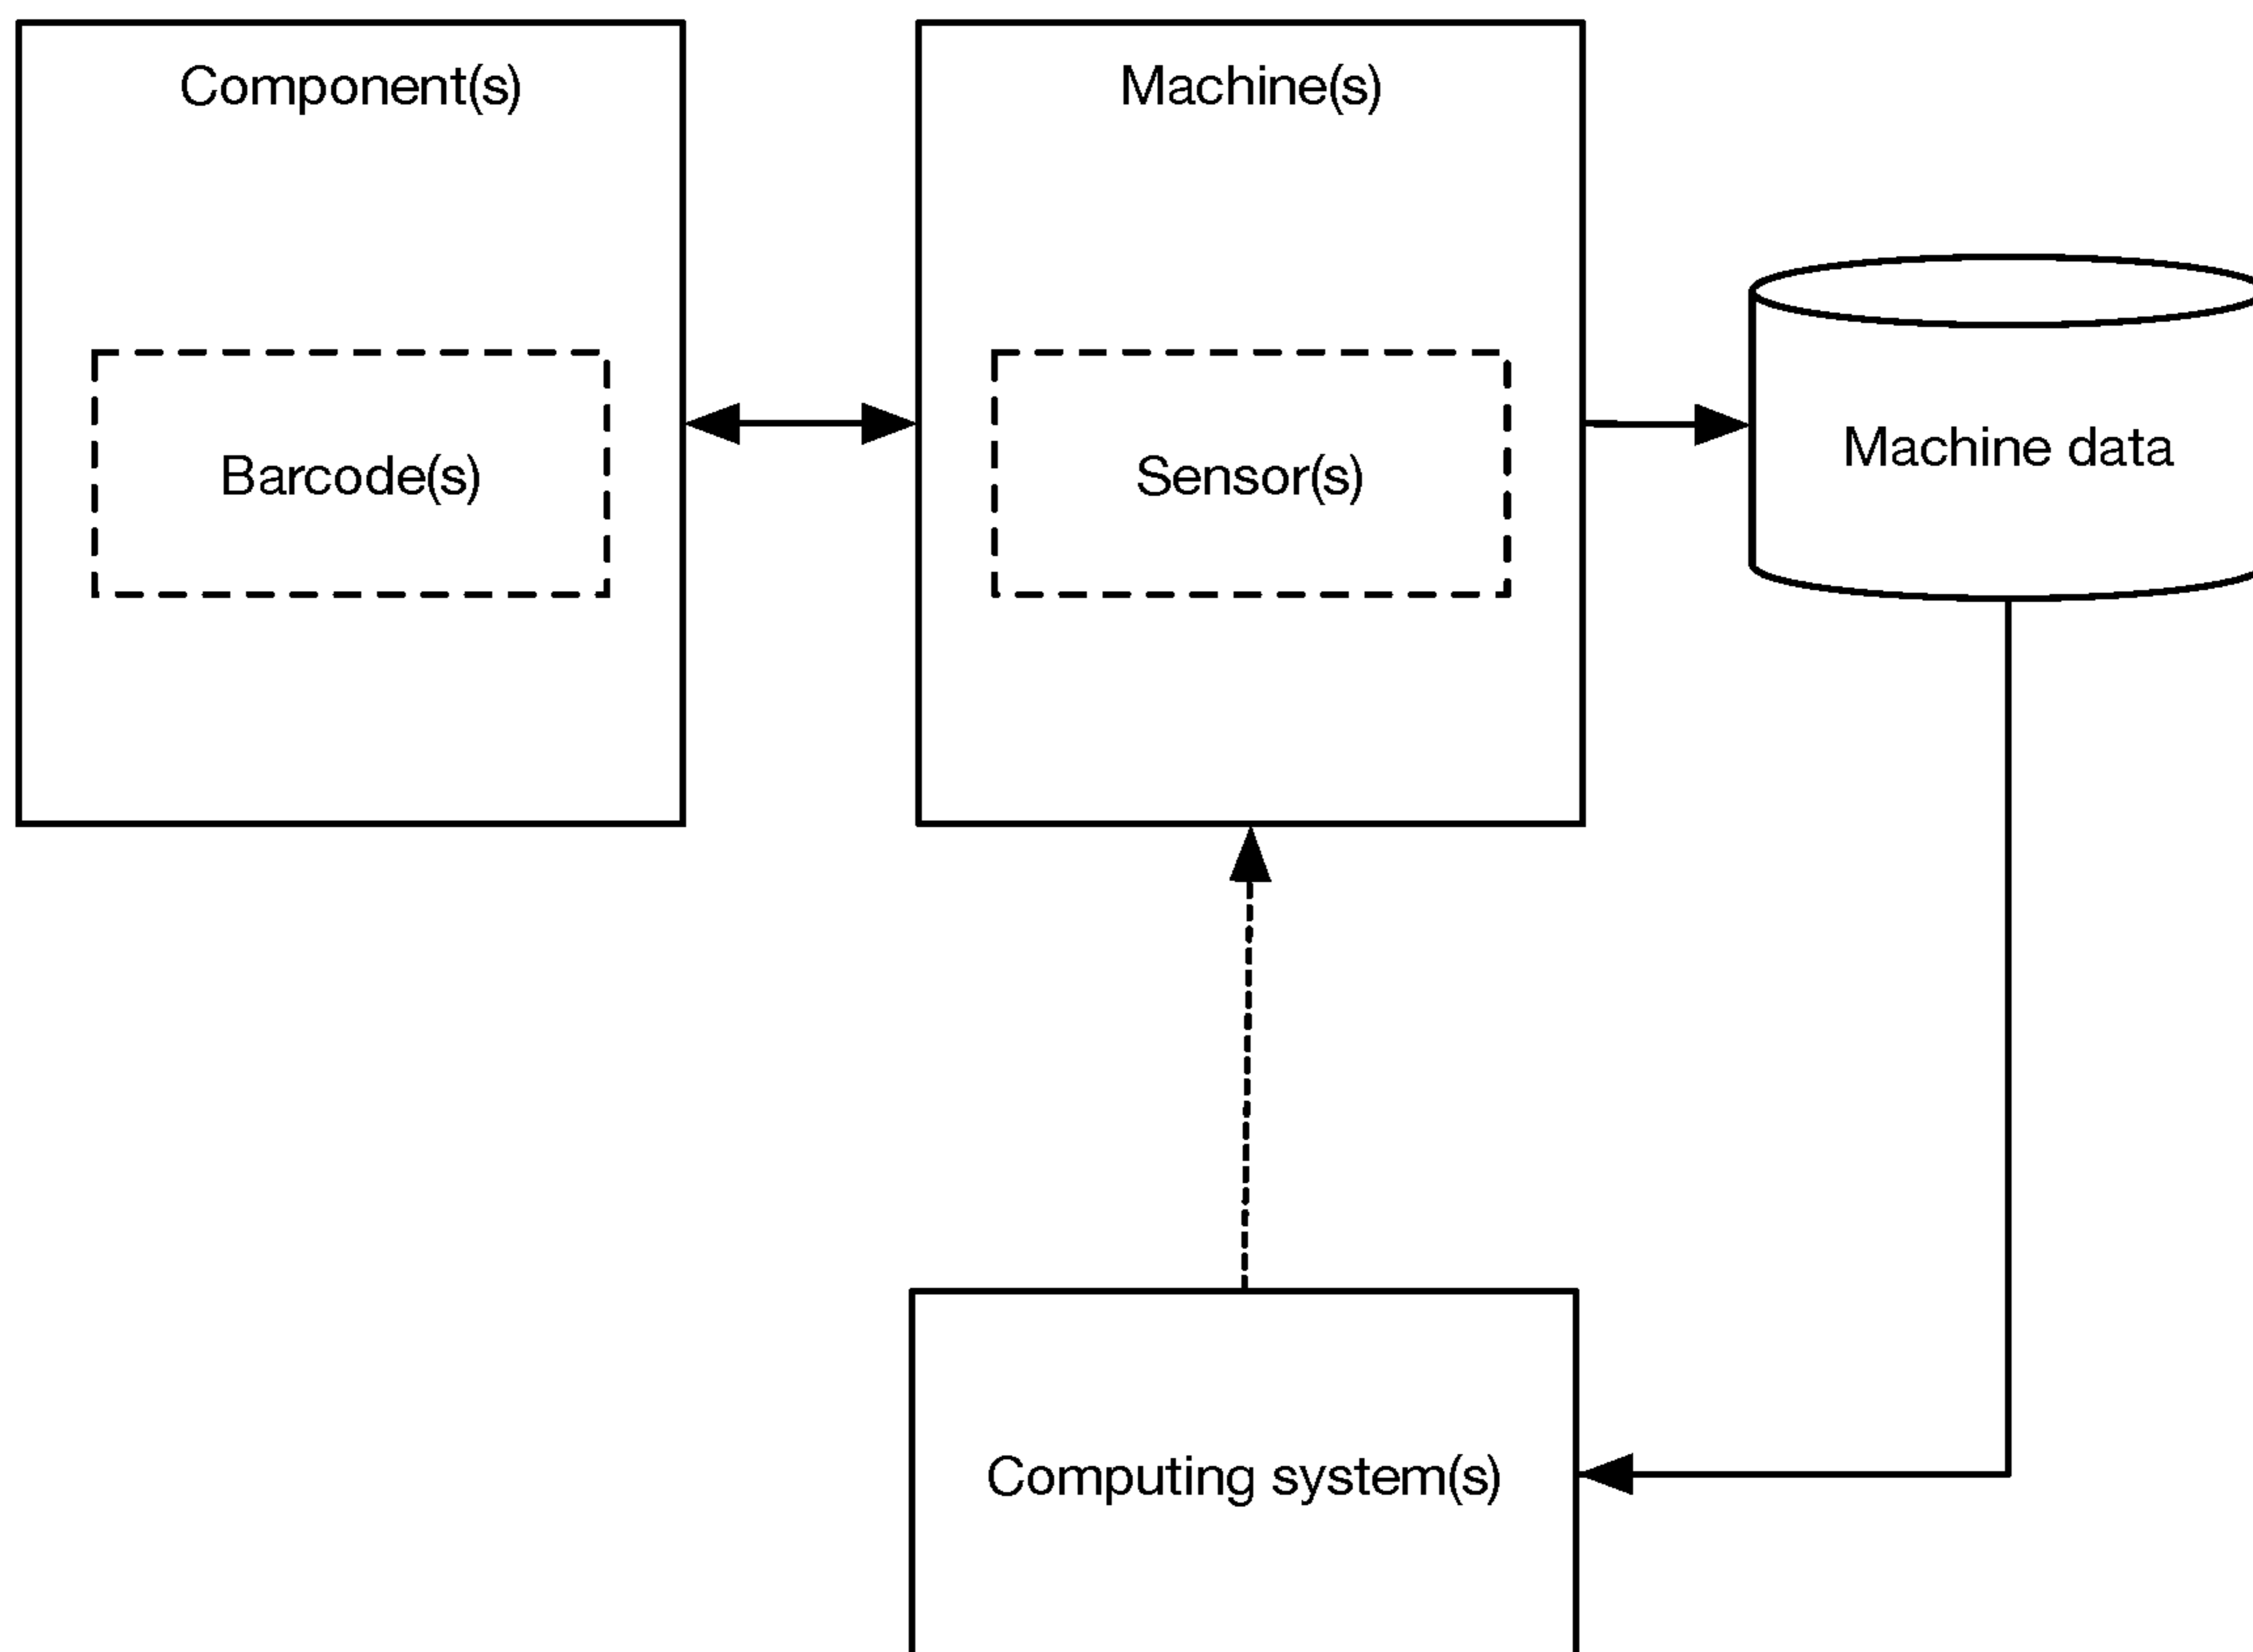 Component(s)
Machine(s)
Barcode(s)
Sensor(s)
Machine data
Computing system(s)